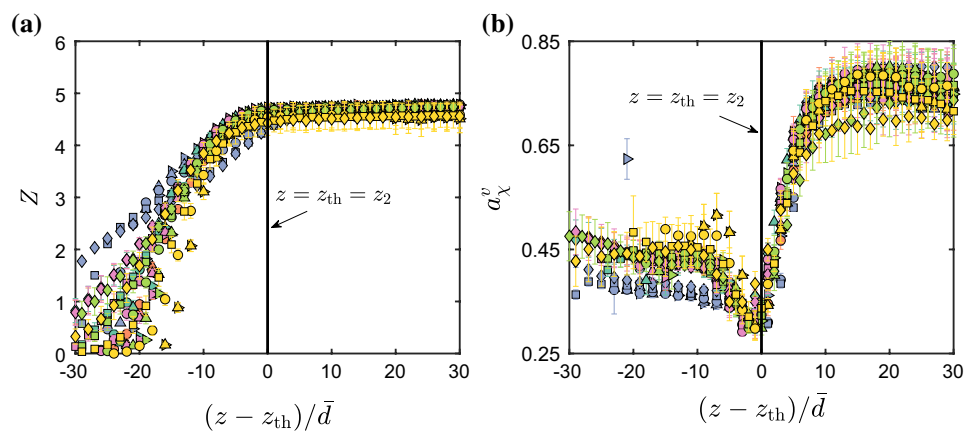 (a)
6
5
4
3
2
1
0
Z
z = z_th = z_2
-30 -20 -10 0 10 20 30
(z − z_th)/d̄
(b)
0.85
0.65
0.45
0.25
a_χ^v
z = z_th = z_2
-30 -20 -10 0 10 20 30
(z − z_th)/d̄